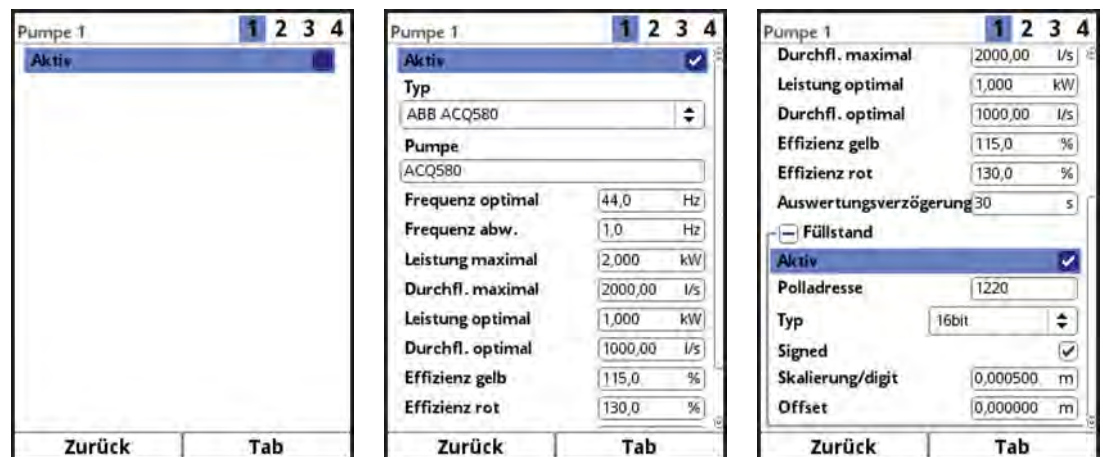 Pumpe 1 1 2 3 4
Aktiv
Zurück Tab
Pumpe 1 1 2 3 4
Aktiv
Typ
ABB ACQ580
Pumpe
ACQ580
Frequenz optimal 44,0 Hz
Frequenz abw. 1,0 Hz
Leistung maximal 2,000 kW
Durchfl. maximal 2000,00 l/s
Leistung optimal 1,000 kW
Durchfl. optimal 1000,00 l/s
Effizienz gelb 115,0 %
Effizienz rot 130,0 %
Zurück Tab
Pumpe 1 1 2 3 4
Durchfl. maximal 2000,00 l/s
Leistung optimal 1,000 kW
Durchfl. optimal 1000,00 l/s
Effizienz gelb 115,0 %
Effizienz rot 130,0 %
Auswertungsverzögerung 30 s
Füllstand
Aktiv
Polladresse 1220
Typ 16bit
Signed
Skalierung/digit 0,000500 m
Offset 0,000000 m
Zurück Tab